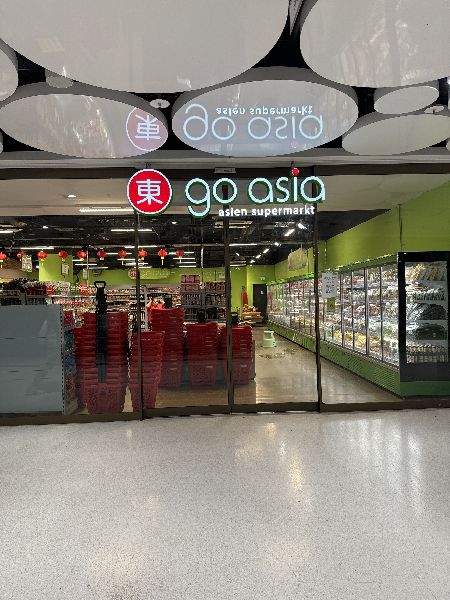 東 go asia
asien supermarkt